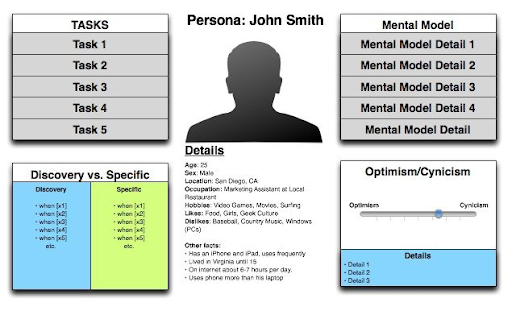 TASKS
Task 1
Task 2
Task 3
Task 4
Task 5
Persona: John Smith
Mental Model
Mental Model Detail 1
Mental Model Detail 2
Mental Model Detail 3
Mental Model Detail 4
Mental Model Detail
Details
Age: 25
Sex: Male
Location: San Diego, CA
Occupation: Marketing Assistant at Local
Restaurant
Hobbies: Video Games, Movies, Surfing
Likes: Food, Girls, Geek Culture
Dislikes: Baseball, Country Music, Windows
(PCs)
Other facts:
• Has an iPhone and iPad, uses frequently
• Lived in Virginia until 15
• On internet about 6-7 hours per day.
• Uses phone more than his laptop
Discovery vs. Specific
Discovery
• when [x1]
• when [x2]
• when [x3]
• when [x4]
• when [x5]
etc.
Specific
• when [x1]
• when [x2]
• when [x3]
• when [x4]
• when [x5]
etc.
Optimism/Cynicism
Optimism
Cynicism
Details
• Detail 1
• Detail 2
• Detail 3